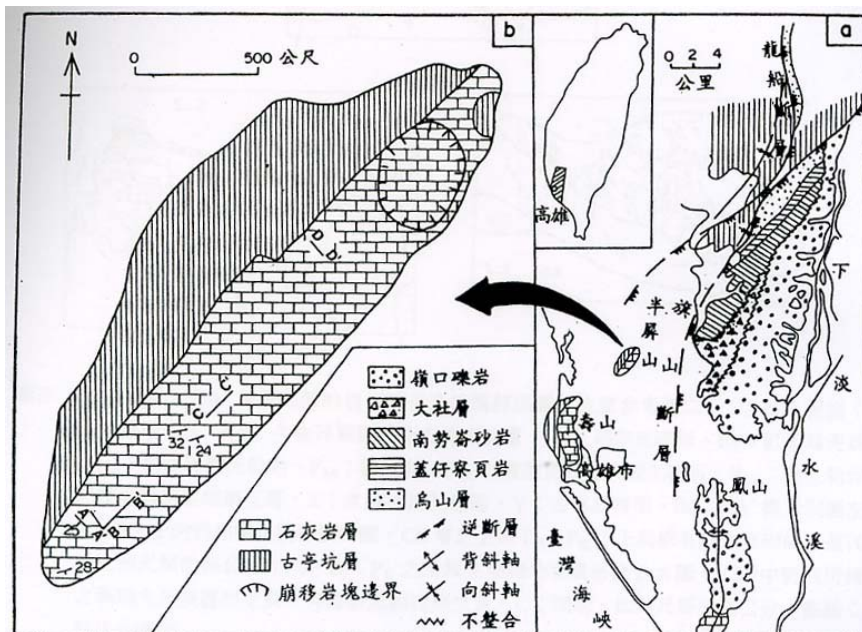 N
0 500 公尺
b
高雄
a
0 2 4
公里
龍船斷層
半屏山
旗山斷層
下淡水溪
壽山
高雄市
鳳山
臺灣海峽
D
D'
C'
C
32 24
A
B
25
A B
28
嶺口礫岩
大社層
南勢崙砂岩
蓋仔寮頁岩
烏山層
石灰岩層
古亭坑層
崩移岩塊邊界
逆斷層
背斜軸
向斜軸
不整合